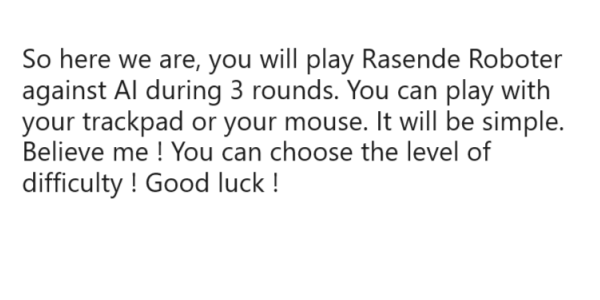 So here we are, you will play Rasende Roboter
against AI during 3 rounds. You can play with
your trackpad or your mouse. It will be simple.
Believe me ! You can choose the level of
difficulty ! Good luck !